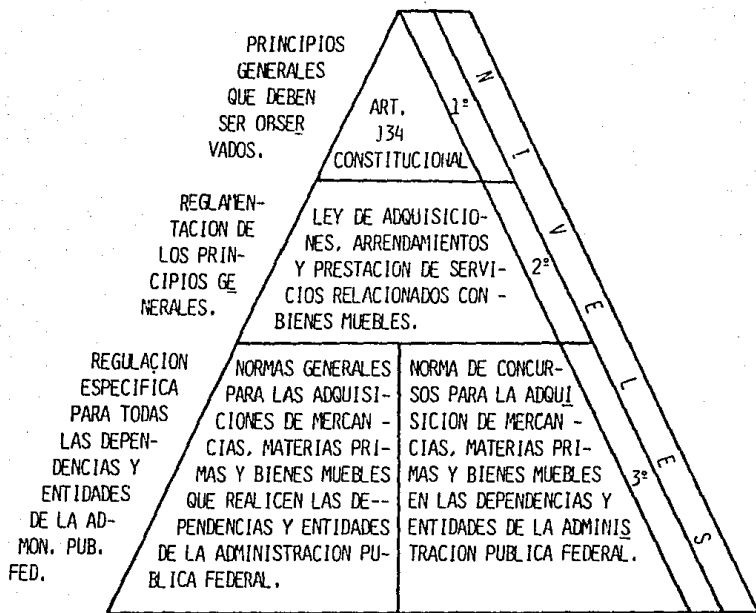 PRINCIPIOS
GENERALES
QUE DEBEN
SER ORSER
VADOS.
ART.
134
CONSTITUCIONAL
1º
REGLAMEN-
TACION DE
LOS PRIN-
CIPIOS GE
NERALES.
LEY DE ADQUISICIO-
NES, ARRENDAMIENTOS
Y PRESTACION DE SERVI-
CIOS RELACIONADOS CON -
BIENES MUEBLES.
2º
REGULACION
ESPECIFICA
PARA TODAS
LAS DEPEN-
DENCIAS Y
ENTIDADES
DE LA AD-
MON. PUB.
FED.
NORMAS GENERALES
PARA LAS ADQUISI-
CIONES DE MERCAN -
CIAS, MATERIAS PRI-
MAS Y BIENES MUEBLES
QUE REALICEN LAS DE--
PENDENCIAS Y ENTIDADES
DE LA ADMINISTRACION PU-
BLICA FEDERAL.
NORMA DE CONCUR-
SOS PARA LA ADQUI
SICION DE MERCAN -
CIAS, MATERIAS PRI-
MAS Y BIENES MUEBLES
EN LAS DEPENDENCIAS Y
ENTIDADES DE LA ADMINIS
TRACION PUBLICA FEDERAL.
3º
NIVELES